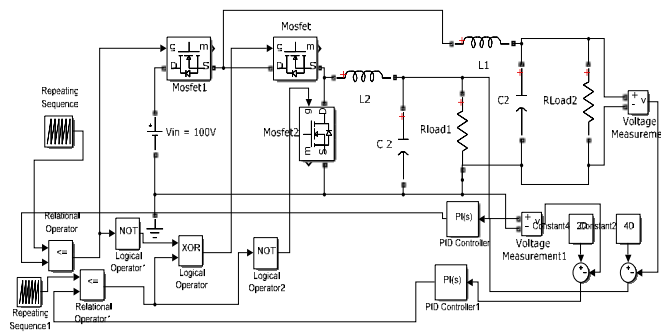 Mosfet
g
m
D
S
Mosfet1
g
m
D
S
L1
Repeating
Sequence
Vin = 100V
Mosfet2
g
D
m
S
L2
C 2
Rload1
C2
RLoad2
+
-
v
Voltage
Measurement
Relational
Operator
<=
NOT
Logical
Operator1
XOR
Logical
Operator
NOT
Logical
Operator2
PI(s)
PID Controller
+
-
v
Voltage
Measurement1
Constant4
20
Constant2
40
Repeating
Sequence1
<=
Relational
Operator1
PI(s)
PID Controller1